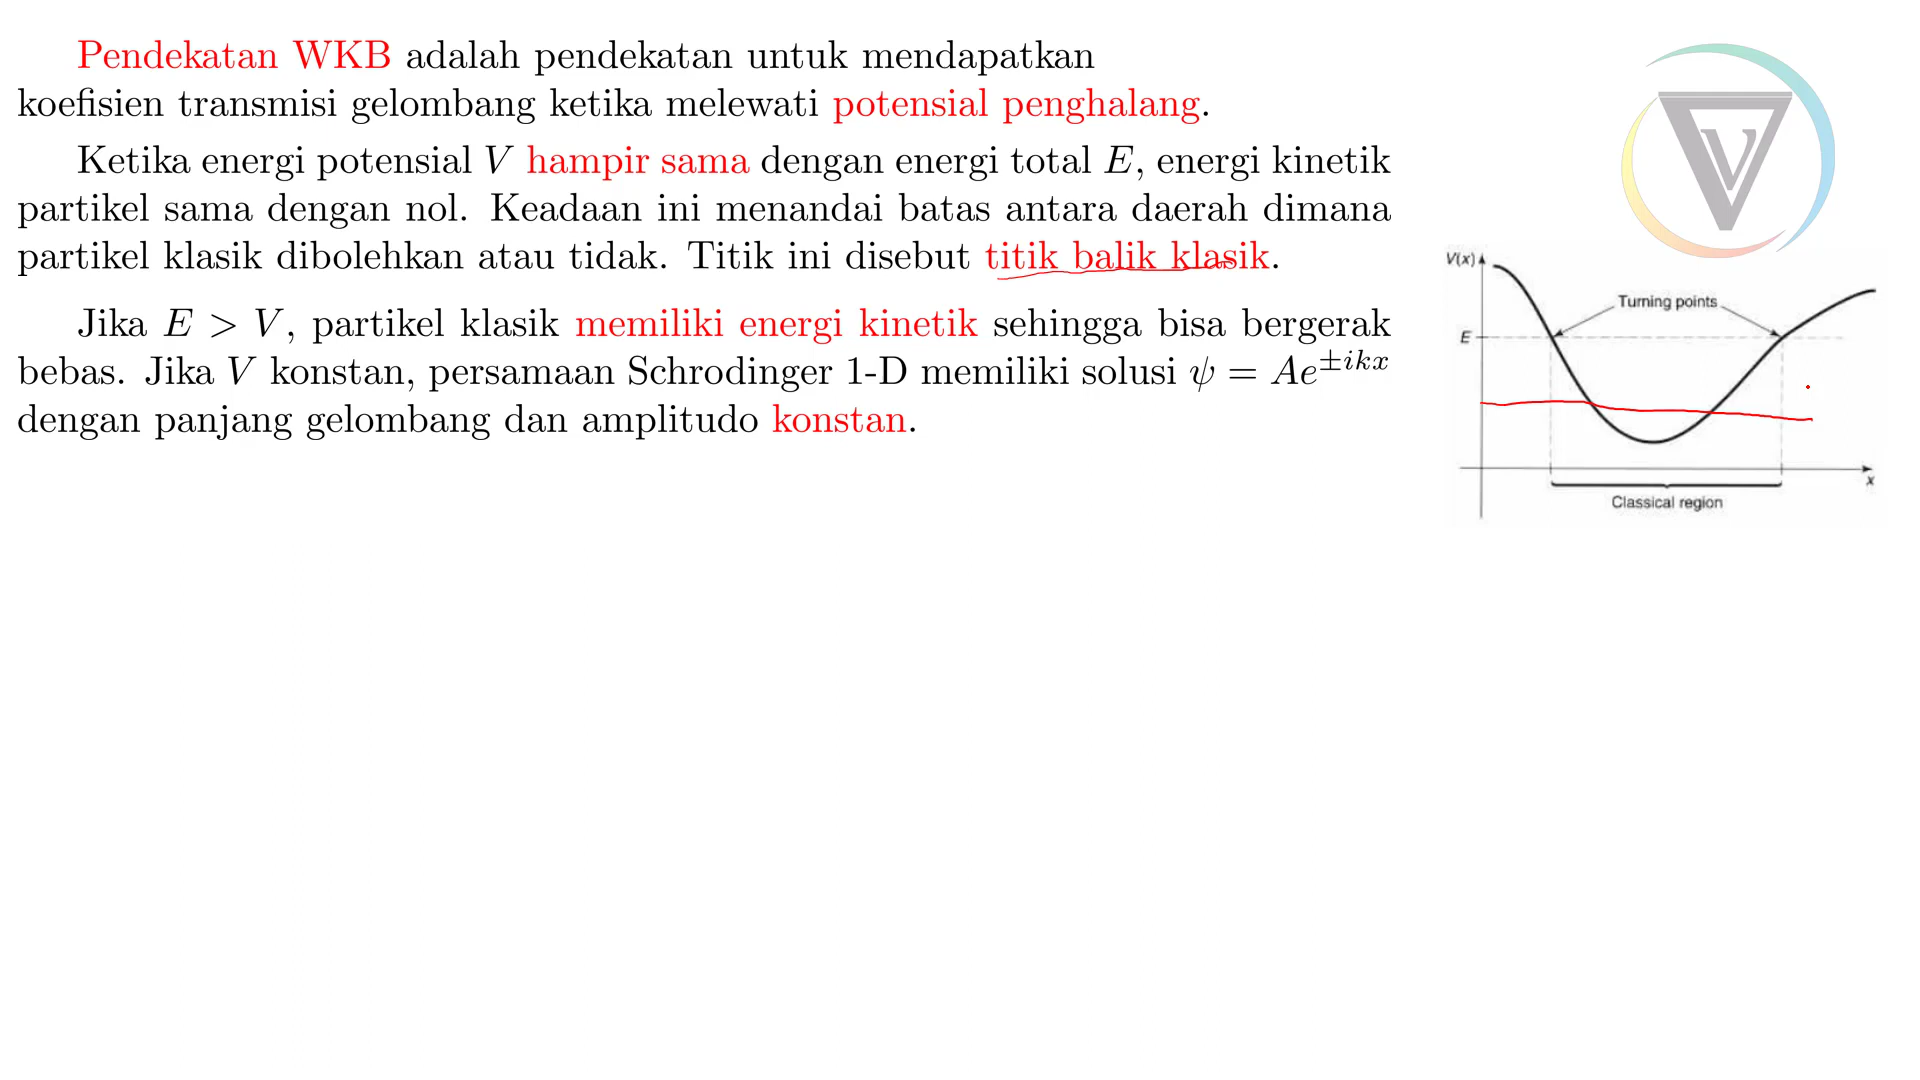 Pendekatan WKB adalah pendekatan untuk mendapatkan
koefisien transmisi gelombang ketika melewati potensial penghalang.
Ketika energi potensial V hampir sama dengan energi total E, energi kinetik
partikel sama dengan nol. Keadaan ini menandai batas antara daerah dimana
partikel klasik dibolehkan atau tidak. Titik ini disebut titik balik klasik.
Jika E > V, partikel klasik memiliki energi kinetik sehingga bisa bergerak
bebas. Jika V konstan, persamaan Schrodinger 1-D memiliki solusi ψ = Ae^{±ikx}
dengan panjang gelombang dan amplitudo konstan.
V
V(x)
Turning points
E
x
Classical region